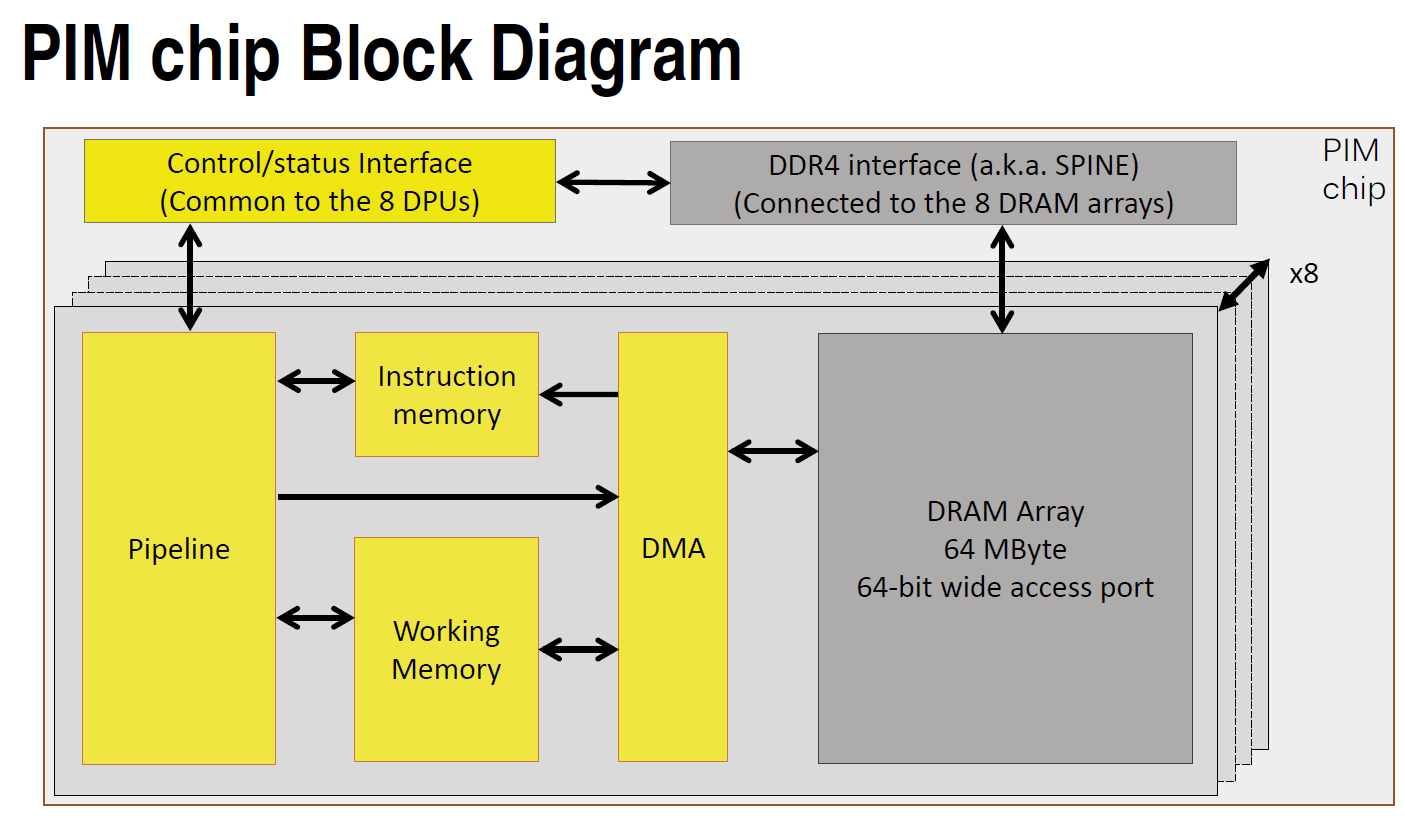 PIM chip Block Diagram
Control/status Interface
(Common to the 8 DPUs)
DDR4 interface (a.k.a. SPINE)
(Connected to the 8 DRAM arrays)
PIM
chip
x8
Pipeline
Instruction
memory
Working
Memory
DMA
DRAM Array
64 MByte
64-bit wide access port